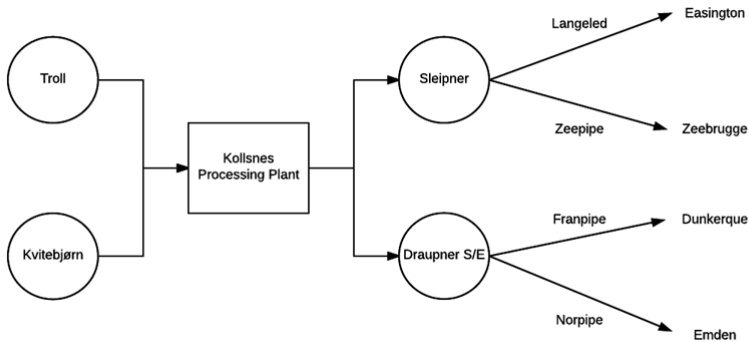 Troll
Kvitebjørn
Kollsnes
Processing Plant
Sleipner
Draupner S/E
Langeled
Easington
Zeepipe
Zeebrugge
Franpipe
Dunkerque
Norpipe
Emden